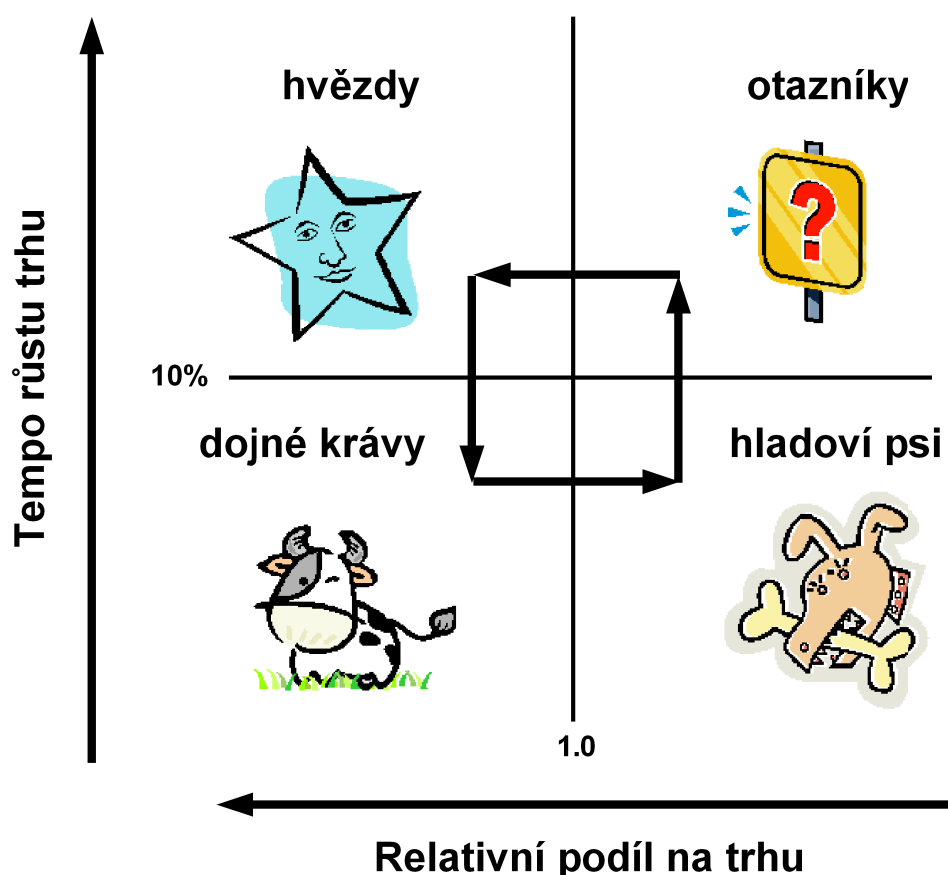 hvězdy
otazníky
?
Tempo růstu trhu
10%
dojné krávy
hladoví psi
1.0
Relativní podíl na trhu